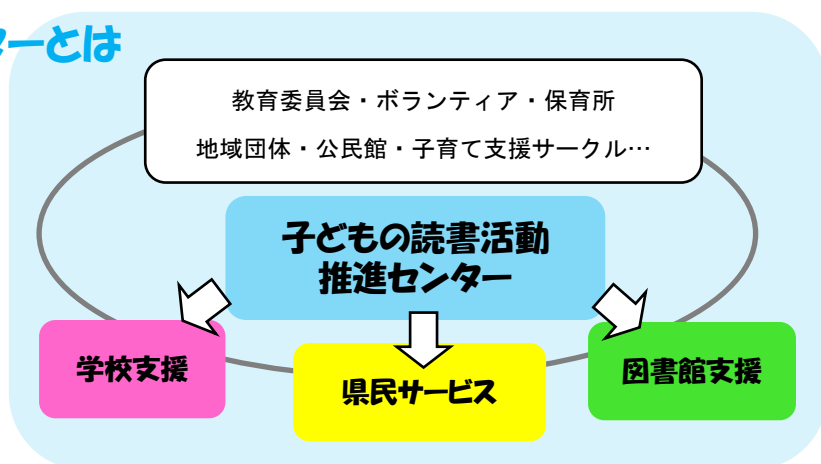 ーとは
教育委員会・ボランティア・保育所
地域団体・公民館・子育て支援サークル…
子どもの読書活動
推進センター
学校支援
県民サービス
図書館支援